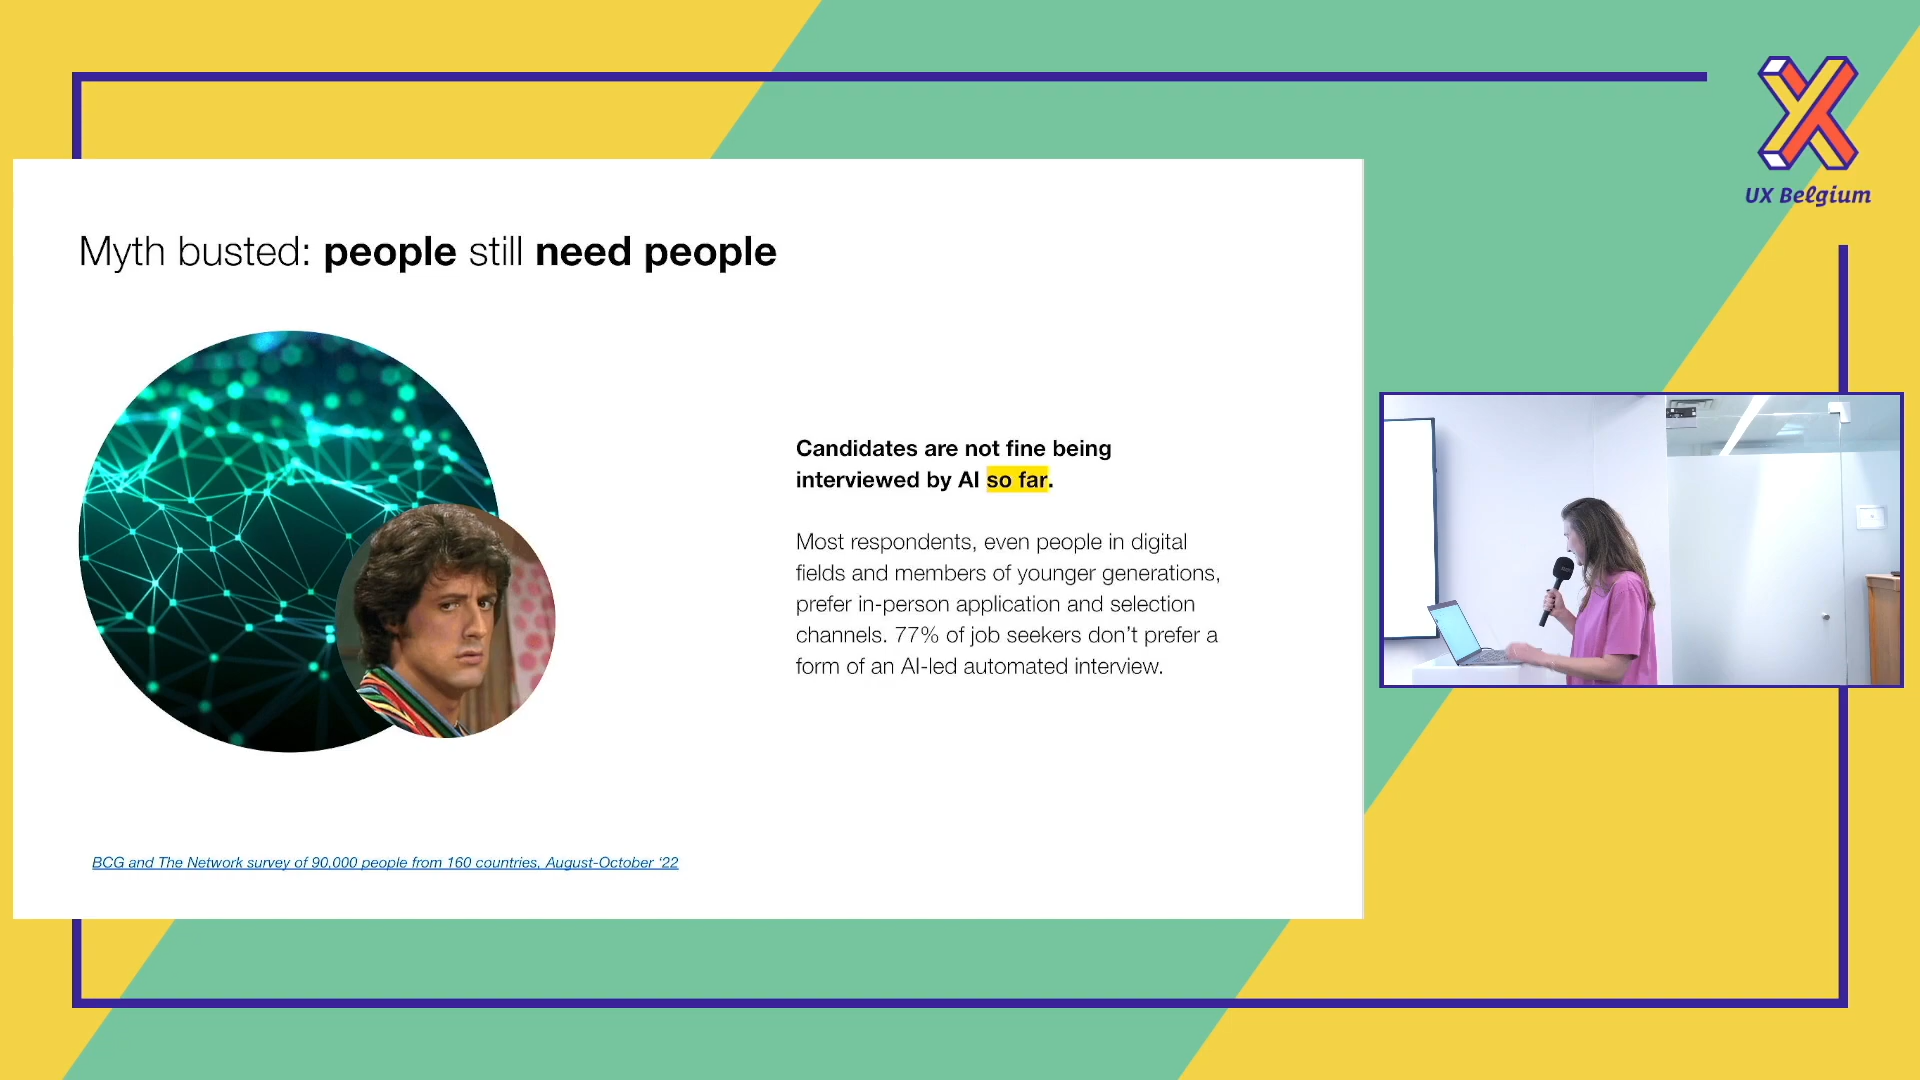 UX Belgium
Myth busted: people still need people
Candidates are not fine being
interviewed by AI so far.
Most respondents, even people in digital
fields and members of younger generations,
prefer in-person application and selection
channels. 77% of job seekers don't prefer a
form of an AI-led automated interview.
BCG and The Network survey of 90.000 people from 160 countries, August-October ‘22